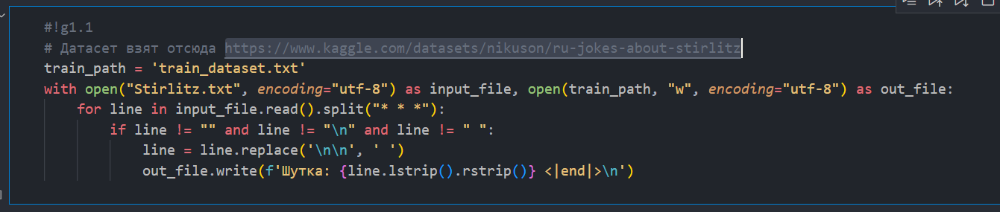 #!g1.1
# Датасет взят отсюда https://www.kaggle.com/datasets/nikuson/ru-jokes-about-stirlitz
train_path = 'train_dataset.txt'
with open("Stirlitz.txt", encoding="utf-8") as input_file, open(train_path, "w", encoding="utf-8") as out_file:
    for line in input_file.read().split("* * *"):
        if line != "" and line != "\n" and line != " ":
            line = line.replace('\n\n', ' ')
            out_file.write(f'Шутка: {line.lstrip().rstrip()} <|end|>\n')